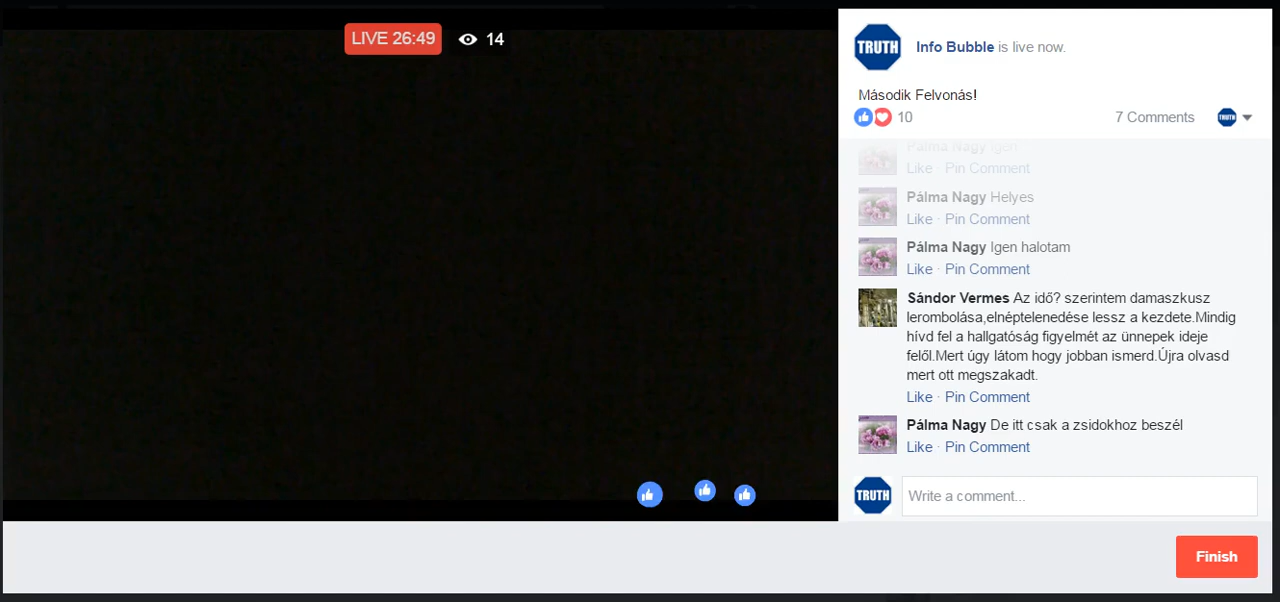 LIVE 26:49 14
TRUTH
Info Bubble is live now.
Második Felvonás!
10
7 Comments
TRUTH
Pálma Nagy Igen
Like · Pin Comment
Pálma Nagy Helyes
Like · Pin Comment
Pálma Nagy Igen halotam
Like · Pin Comment
Sándor Vermes Az idő? szerintem damaszkusz
lerombolása,elnéptelenedése lessz a kezdete.Mindig
hívd fel a hallgatóság figyelmét az ünnepek ideje
felől.Mert úgy látom hogy jobban ismerd.Újra olvasd
mert ott megszakadt.
Like · Pin Comment
Pálma Nagy De itt csak a zsidokhoz beszél
Like · Pin Comment
TRUTH
Write a comment...
Finish